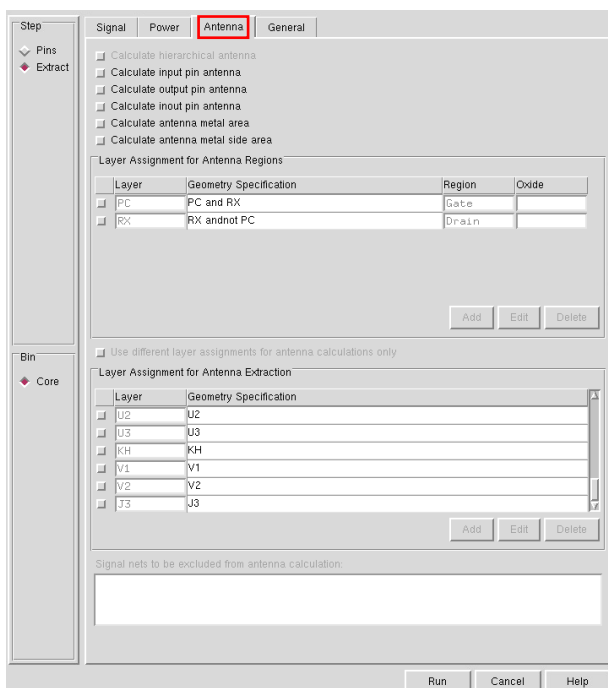 Step
Pins
Extract
Bin
Core
Signal Power Antenna General
Calculate hierarchical antenna
Calculate input pin antenna
Calculate output pin antenna
Calculate inout pin antenna
Calculate antenna metal area
Calculate antenna metal side area
Layer Assignment for Antenna Regions
Layer Geometry Specification Region Oxide
PC PC and RX Gate
RX RX andnot PC Drain
Add Edit Delete
Use different layer assignments for antenna calculations only
Layer Assignment for Antenna Extraction
Layer Geometry Specification
U2 U2
U3 U3
KH KH
V1 V1
V2 V2
J3 J3
Add Edit Delete
Signal nets to be excluded from antenna calculation:
Run Cancel Help